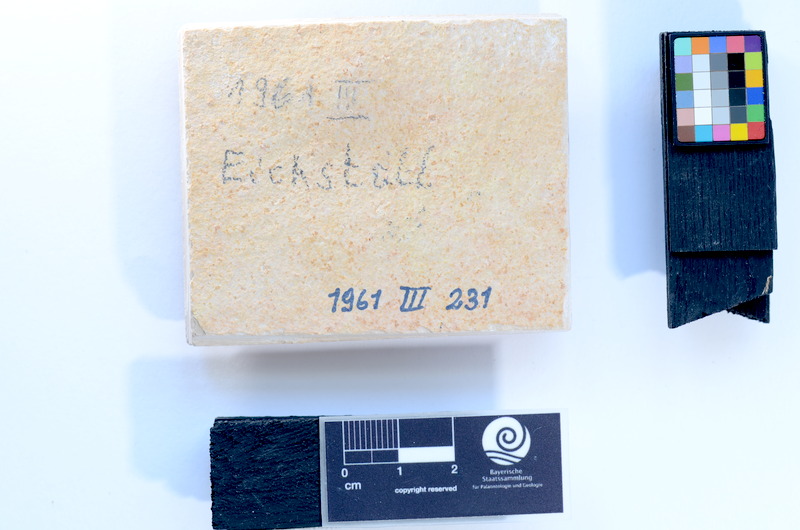 1961 III
Eichstätt
1961 III 231
0 1 2
cm
copyright reserved
Bayerische
Staatssammlung
für Paläontologie und Geologie